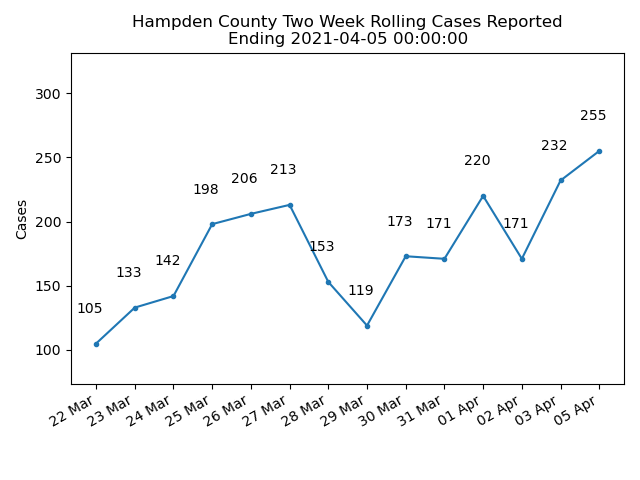 Hampden County Two Week Rolling Cases Reported
Ending 2021-04-05 00:00:00
Cases
300
250
200
150
100
105
133
142
198
206
213
153
119
173
171
220
171
232
255
22 Mar
23 Mar
24 Mar
25 Mar
26 Mar
27 Mar
28 Mar
29 Mar
30 Mar
31 Mar
01 Apr
02 Apr
03 Apr
05 Apr